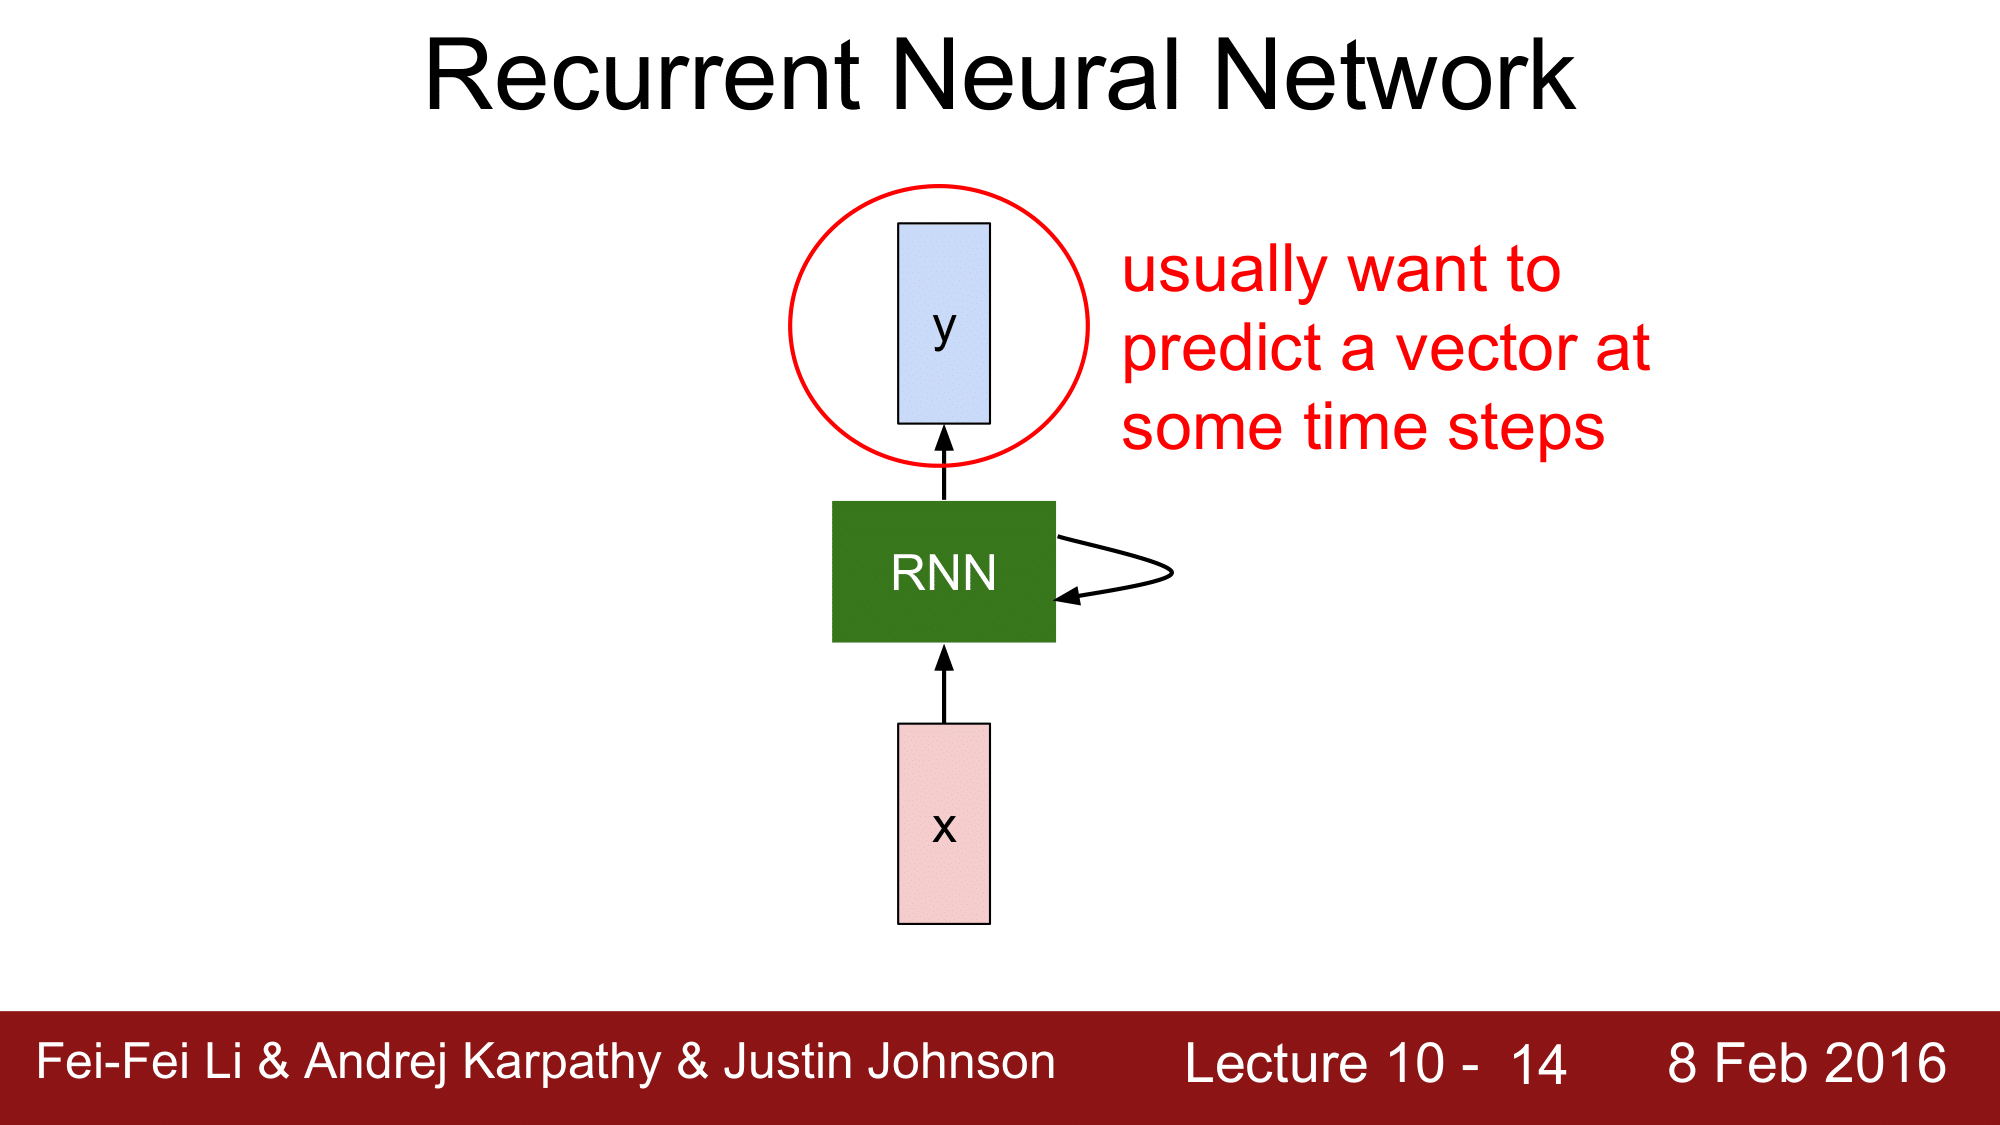 Recurrent Neural Network
y
usually want to
predict a vector at
some time steps
RNN
x
Fei-Fei Li & Andrej Karpathy & Justin Johnson
Lecture 10 - 14
8 Feb 2016